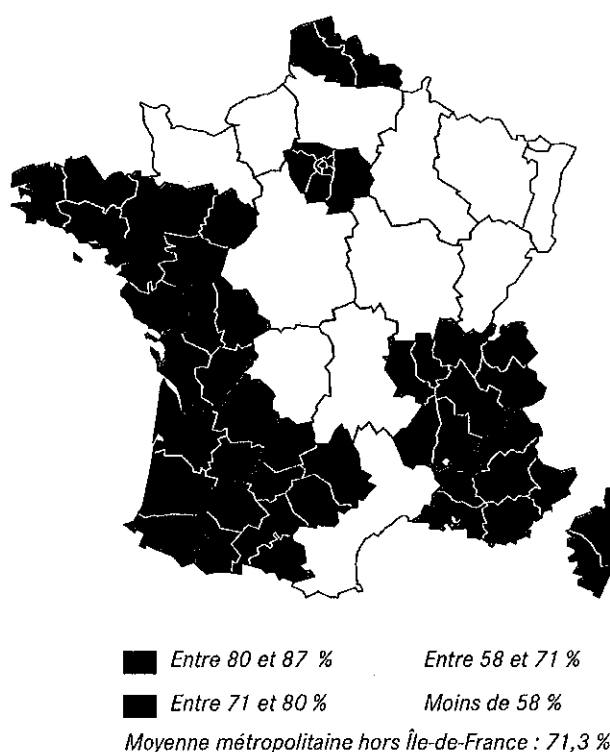 Entre 80 et 87 %
Entre 58 et 71 %
Entre 71 et 80 %
Moins de 58 %
Moyenne métropolitaine hors Île-de-France : 71,3 %